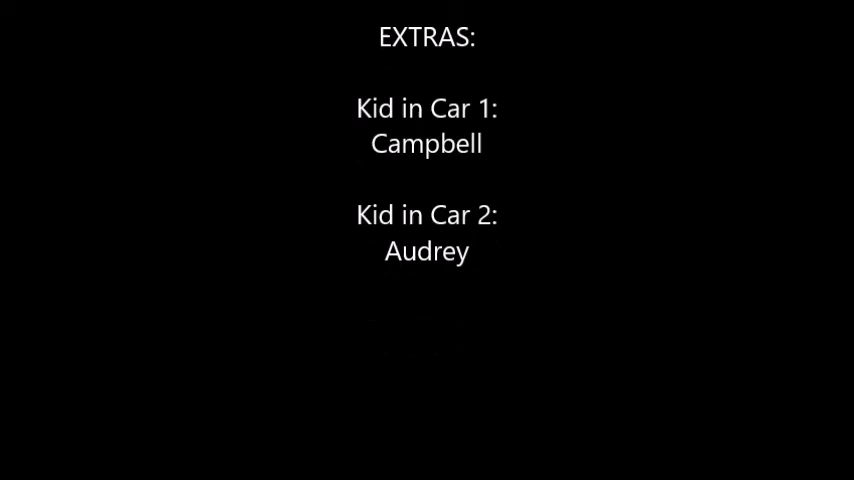 EXTRAS:
Kid in Car 1:
Campbell
Kid in Car 2:
Audrey